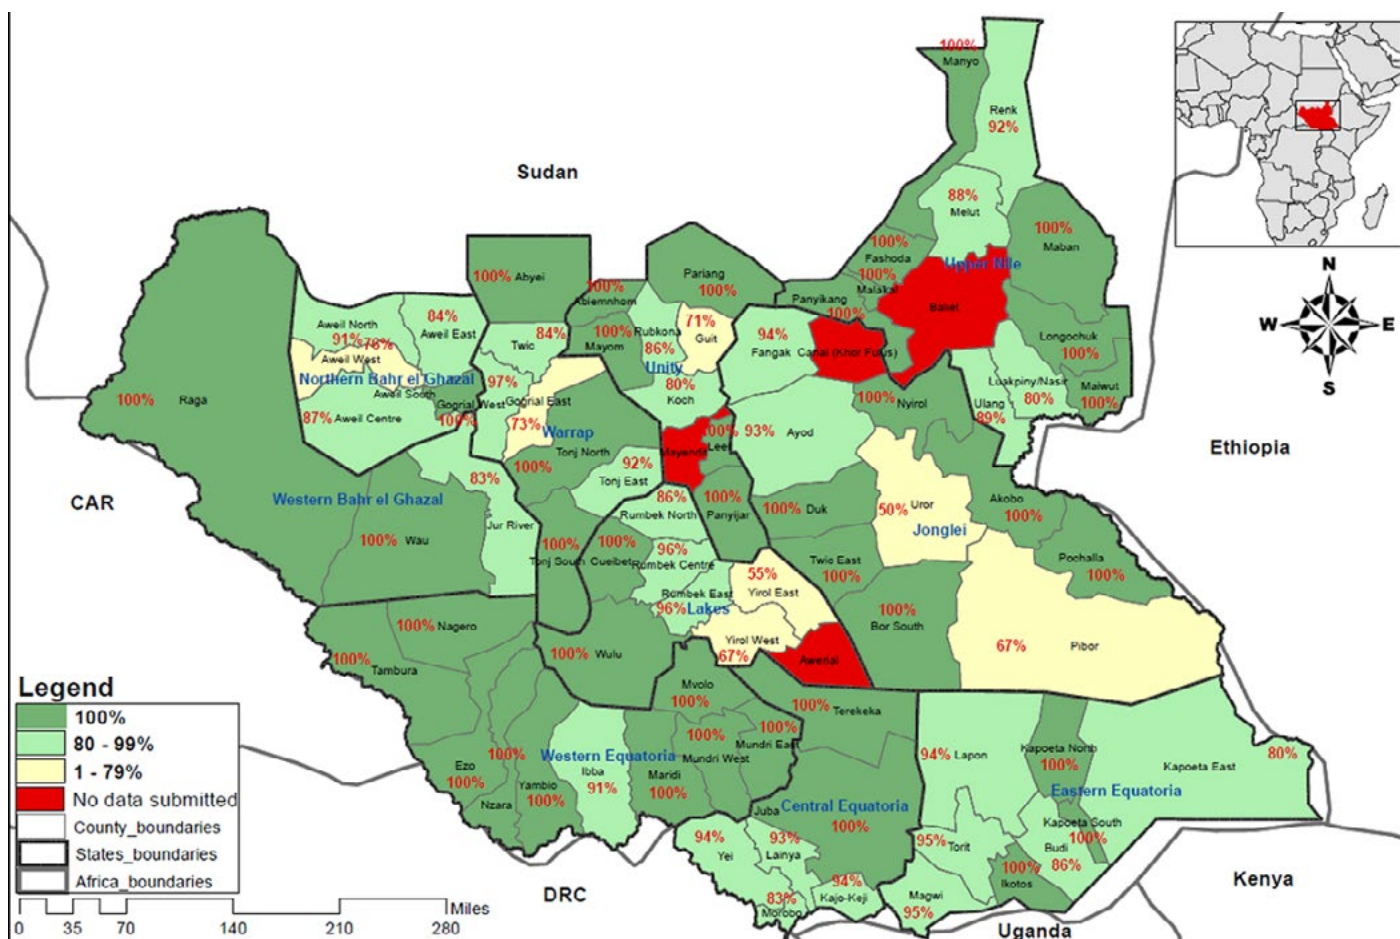 100%
Manyo
Renk
92%
Sudan
88%
Melut
100%
Maban
100%
Fashoda
Upper Nile
100%
Malakal
Baliet
Pariang
100%
Panyikang
100%
100% Abyei
100%
Abiemnhom
100%
Mayom
Rubkona
86%
Unity
71%
Guit
94%
Fangak
Canal (Khor Fulus)
Longochuk
100%
Aweil North
91%
76%
84%
Aweil East
Aweil West
Northern Bahr el Ghazal
Twic
84%
80%
Koch
Luakpiny/Nasir
80%
Maiwut
100%
Ulang
89%
100%
Nyirol
100% Raga
87%
Aweil Centre
Aweil South
Gogrial West
100%
97%
Gogrial East
73%
Warrap
Tonj North
100%
Mayendit
100%
Leer
93% Ayod
Ethiopia
CAR
Western Bahr el Ghazal
83%
Jur River
100% Wau
92%
Tonj East
86%
Rumbek North
100%
Panyijar
100% Duk
50%
Uror
Jonglei
Akobo
100%
Pochalla
100%
100%
Tonj South
100%
Cueibet
96%
Rumbek Centre
Rumbek East
96%
Lakes
55%
Yirol East
Twic East
100%
100%
Bor South
67% Pibor
Yirol West
67%
Awerial
100% Nagero
100%
Tambura
100% Wulu
Mvolo
100%
100%
Terekeka
Ezo
100%
Nzara
100%
Yambio
100%
Western Equatoria
Ibba
91%
Maridi
100%
100%
Mundri West
100%
Mundri East
Juba
Central Equatoria
100%
94% Lapon
Kapoeta North
100%
Kapoeta East
80%
Eastern Equatoria
Kapoeta South
100%
Budi
86%
95%
Torit
100%
Ikotos
Magwi
95%
94%
Yei
93%
Lainya
83%
Morobo
94%
Kajo-Keji
DRC
Uganda
Kenya
N
W E
S
Legend
100%
80 - 99%
1 - 79%
No data submitted
County_boundaries
States_boundaries
Africa_boundaries
Miles
0 35 70 140 210 280